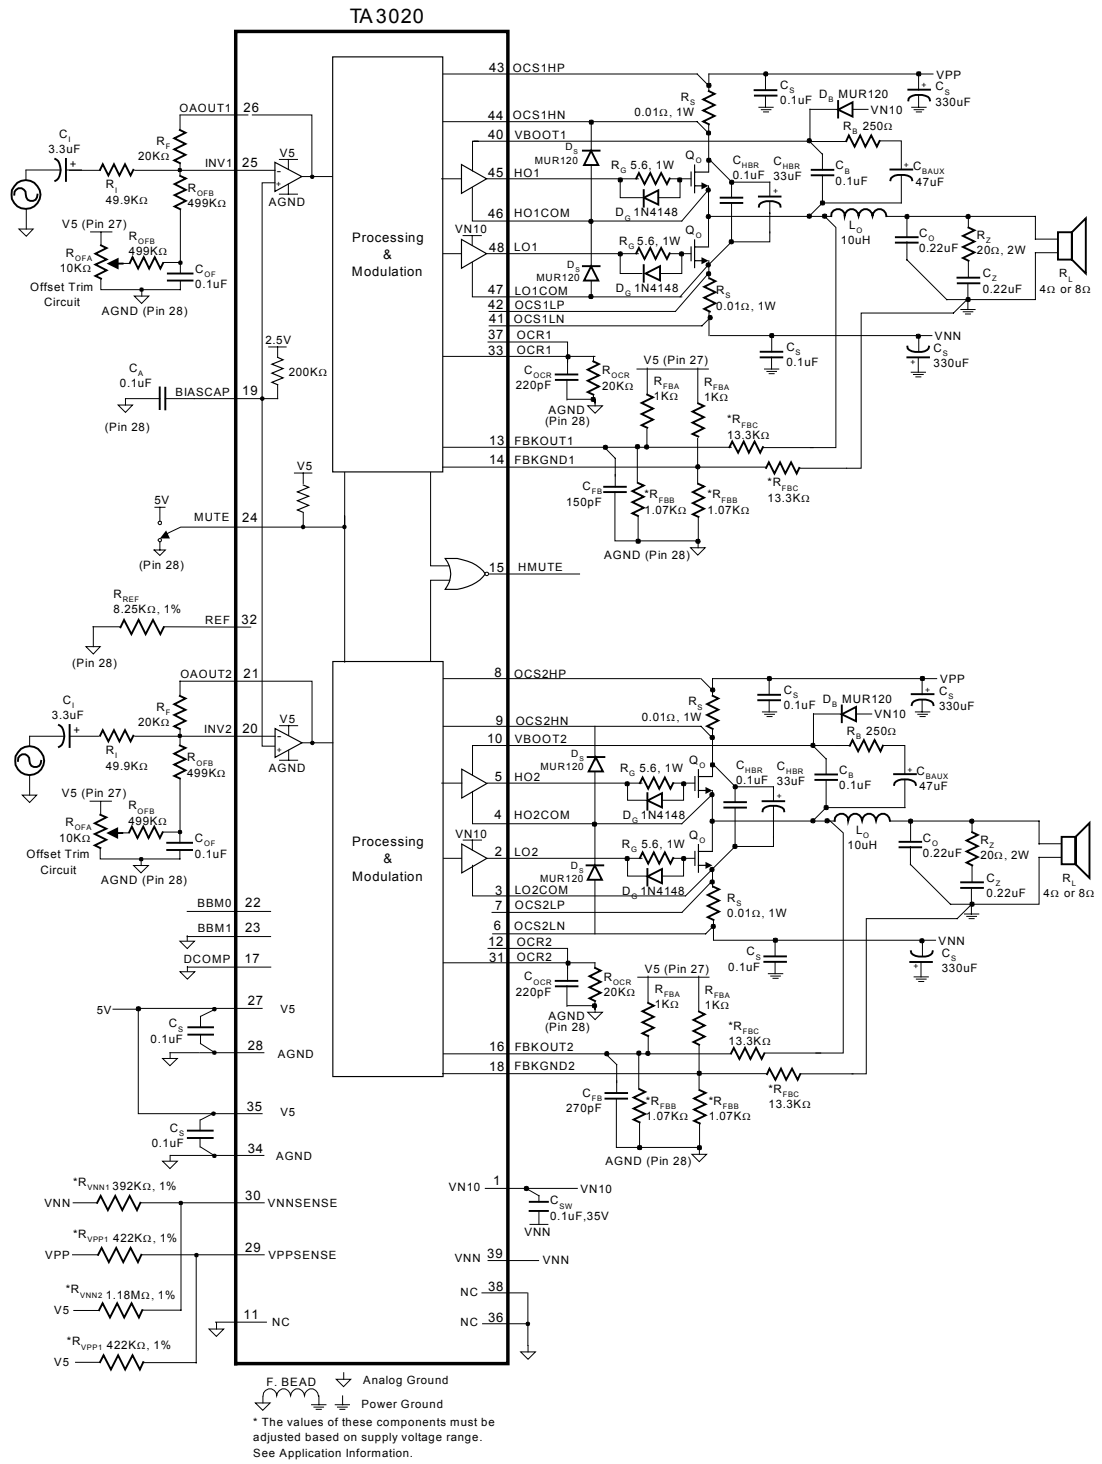 TA3020
43 OCS1HP
VPP
C_S
0.1uF
C_S
330uF
D_B MUR120
VN10
R_S
0.01Ω, 1W
OAOUT1 26
44 OCS1HN
40 VBOOT1
R_B 250Ω
C_I
3.3uF
R_F
20KΩ
V5
D_S
MUR120
Q_O
C_HBR
0.1uF
C_HBR
33uF
C_B
0.1uF
C_BAUX
47uF
INV1 25
R_G 5.6, 1W
45 HO1
R_I
49.9KΩ
R_OFB
499KΩ
AGND
D_G 1N4148
46 HO1COM
V5 (Pin 27)
R_OFB
499KΩ
R_OFA
10KΩ
Offset Trim
Circuit
C_OF
0.1uF
AGND (Pin 28)
Processing
&
Modulation
VN10
48 LO1
Q_O
R_G 5.6, 1W
D_S
MUR120
D_G 1N4148
L_O
10uH
C_O
0.22uF
R_Z
20Ω, 2W
C_Z
0.22uF
R_L
4Ω or 8Ω
47 LO1COM
42 OCS1LP
41 OCS1LN
R_S
0.01Ω, 1W
VNN
C_S
0.1uF
C_S
330uF
37 OCR1
33 OCR1
2.5V
200KΩ
C_A
0.1uF
BIASCAP 19
(Pin 28)
C_OCR
220pF
R_OCR
20KΩ
AGND
(Pin 28)
V5 (Pin 27)
R_FBA
1KΩ
R_FBA
1KΩ
*R_FBC
13.3KΩ
13 FBKOUT1
14 FBKGND1
*R_FBC
13.3KΩ
C_FB
150pF
*R_FBB
1.07KΩ
*R_FBB
1.07KΩ
AGND (Pin 28)
V5
5V
MUTE 24
(Pin 28)
15 HMUTE
R_REF
8.25KΩ, 1%
REF 32
(Pin 28)
8 OCS2HP
VPP
C_S
0.1uF
C_S
330uF
D_B MUR120
VN10
R_S
0.01Ω, 1W
OAOUT2 21
9 OCS2HN
10 VBOOT2
R_B 250Ω
C_I
3.3uF
R_F
20KΩ
V5
D_S
MUR120
Q_O
C_HBR
0.1uF
C_HBR
33uF
C_B
0.1uF
C_BAUX
47uF
INV2 20
R_G 5.6, 1W
5 HO2
R_I
49.9KΩ
R_OFB
499KΩ
AGND
D_G 1N4148
4 HO2COM
V5 (Pin 27)
R_OFB
499KΩ
R_OFA
10KΩ
Offset Trim
Circuit
C_OF
0.1uF
AGND (Pin 28)
Processing
&
Modulation
VN10
2 LO2
Q_O
R_G 5.6, 1W
D_S
MUR120
D_G 1N4148
L_O
10uH
C_O
0.22uF
R_Z
20Ω, 2W
C_Z
0.22uF
R_L
4Ω or 8Ω
3 LO2COM
7 OCS2LP
6 OCS2LN
R_S
0.01Ω, 1W
VNN
C_S
0.1uF
C_S
330uF
12 OCR2
31 OCR2
BBM0 22
BBM1 23
DCOMP 17
C_OCR
220pF
R_OCR
20KΩ
AGND
(Pin 28)
V5 (Pin 27)
R_FBA
1KΩ
R_FBA
1KΩ
*R_FBC
13.3KΩ
16 FBKOUT2
18 FBKGND2
*R_FBC
13.3KΩ
C_FB
270pF
*R_FBB
1.07KΩ
*R_FBB
1.07KΩ
AGND (Pin 28)
5V
27 V5
C_S
0.1uF
28 AGND
35 V5
C_S
0.1uF
34 AGND
*R_VNN1 392KΩ, 1%
VNN 30 VNNSENSE
*R_VPP1 422KΩ, 1%
VPP 29 VPPSENSE
*R_VNN2 1.18MΩ, 1%
V5
11 NC
*R_VPP1 422KΩ, 1%
V5
VN10 1 VN10
C_SW
0.1uF,35V
VNN
VNN 39 VNN
NC 38
NC 36
F. BEAD
Analog Ground
Power Ground
* The values of these components must be
adjusted based on supply voltage range.
See Application Information.